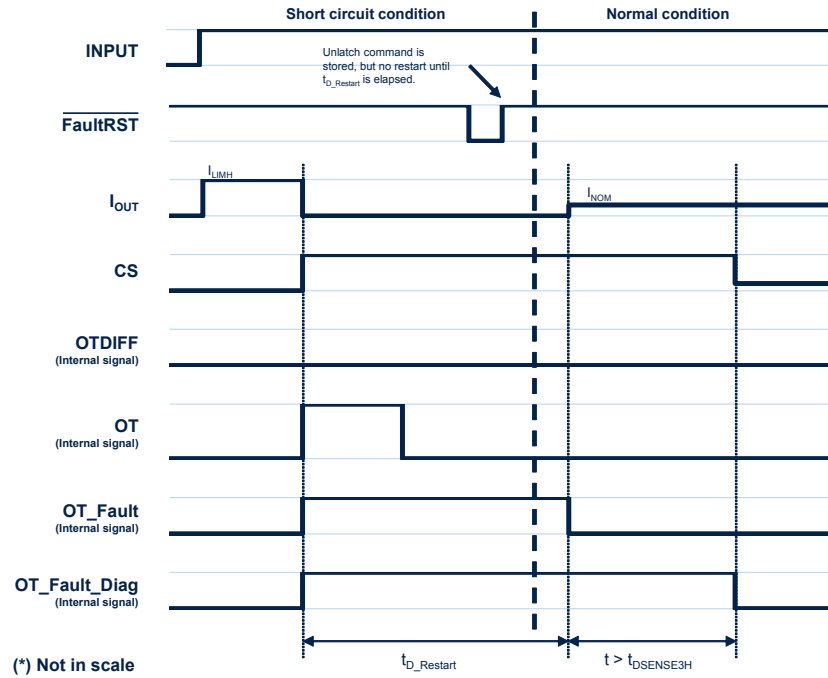 Short circuit condition
Normal condition
INPUT
Unlatch command is
stored, but no restart until
tD_Restart is elapsed.
FaultRST
ILIMH
IOUT
INOM
CS
OTDIFF
(Internal signal)
OT
(Internal signal)
OT_Fault
(Internal signal)
OT_Fault_Diag
(Internal signal)
tD_Restart
t > tDSENSE3H
(*) Not in scale